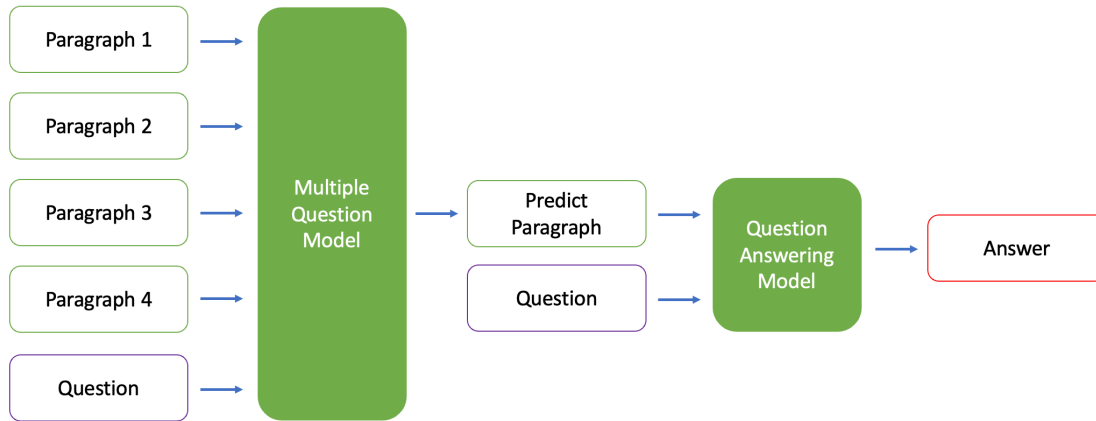 Paragraph 1
Paragraph 2
Paragraph 3
Paragraph 4
Question
Multiple
Question
Model
Predict
Paragraph
Question
Question
Answering
Model
Answer